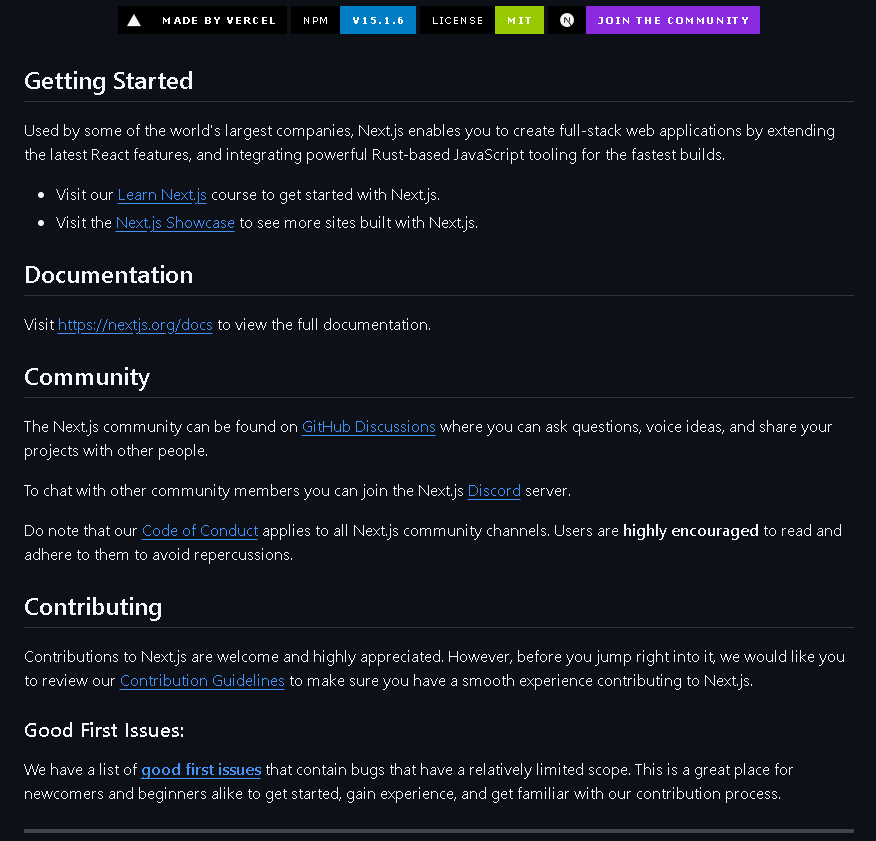 MADE BY VERCEL NPM V15.1.6 LICENSE MIT N JOIN THE COMMUNITY
Getting Started
Used by some of the world's largest companies, Next.js enables you to create full-stack web applications by extending
the latest React features, and integrating powerful Rust-based JavaScript tooling for the fastest builds.
• Visit our Learn Next.js course to get started with Next.js.
• Visit the Next.js Showcase to see more sites built with Next.js.
Documentation
Visit https://nextjs.org/docs to view the full documentation.
Community
The Next.js community can be found on GitHub Discussions where you can ask questions, voice ideas, and share your
projects with other people.
To chat with other community members you can join the Next.js Discord server.
Do note that our Code of Conduct applies to all Next.js community channels. Users are highly encouraged to read and
adhere to them to avoid repercussions.
Contributing
Contributions to Next.js are welcome and highly appreciated. However, before you jump right into it, we would like you
to review our Contribution Guidelines to make sure you have a smooth experience contributing to Next.js.
Good First Issues:
We have a list of good first issues that contain bugs that have a relatively limited scope. This is a great place for
newcomers and beginners alike to get started, gain experience, and get familiar with our contribution process.